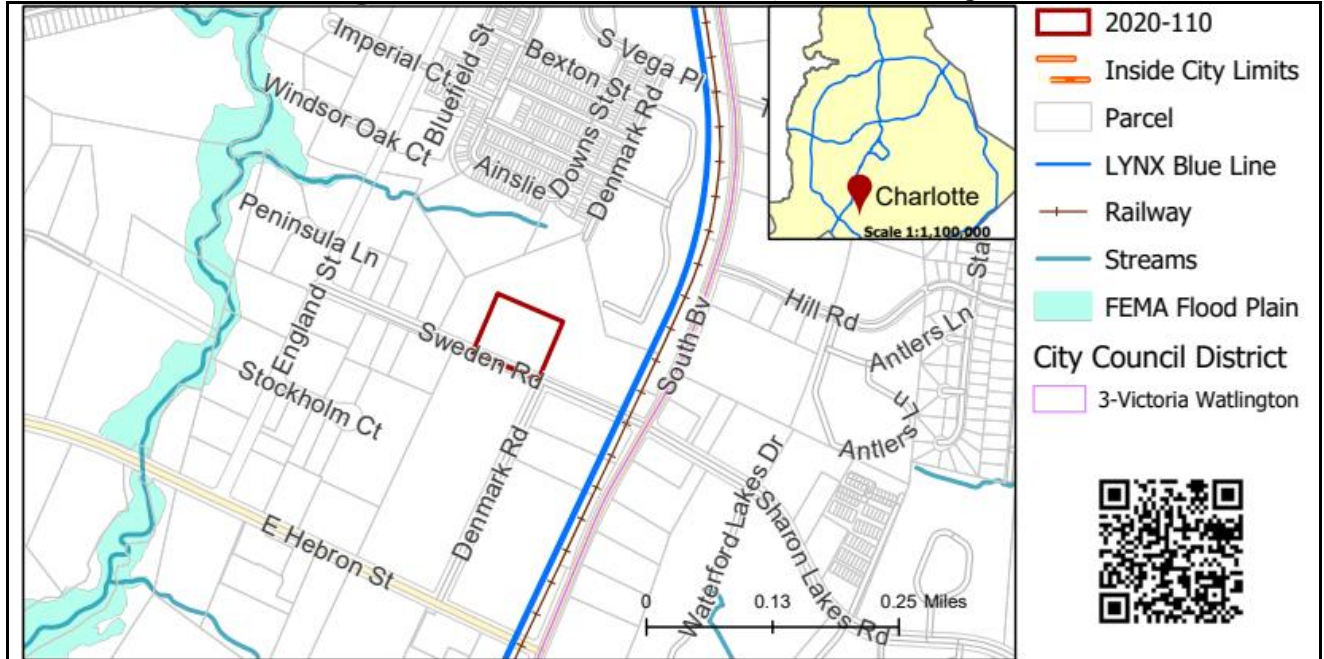 Imperial Ct
Bluefield St
Bexton St
S Vega Pl
Windsor Oak Ct
Ainslie
Downs St
Denmark Rd
Peninsula Ln
England St
Sweden Rd
Stockholm Ct
Denmark Rd
E Hebron St
South Bv
Hill Rd
Antlers Ln
Antlers Ln
Sta
Waterford Lakes Dr
Sharon Lakes Rd
0 0.13 0.25 Miles
Charlotte
Scale 1:1,100,000
2020-110
Inside City Limits
Parcel
LYNX Blue Line
Railway
Streams
FEMA Flood Plain
City Council District
3-Victoria Watlington